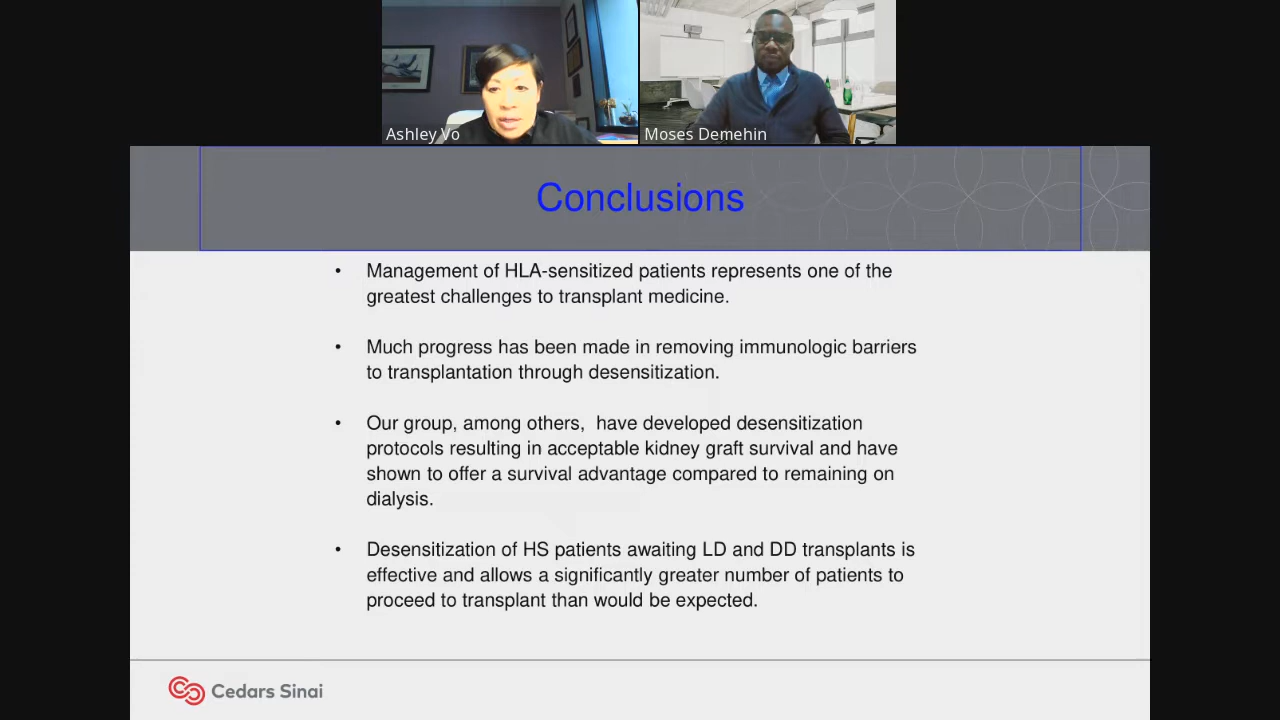 Ashley Vo
Moses Demehin
Conclusions
• Management of HLA-sensitized patients represents one of the
greatest challenges to transplant medicine.
• Much progress has been made in removing immunologic barriers
to transplantation through desensitization.
• Our group, among others,  have developed desensitization
protocols resulting in acceptable kidney graft survival and have
shown to offer a survival advantage compared to remaining on
dialysis.
• Desensitization of HS patients awaiting LD and DD transplants is
effective and allows a significantly greater number of patients to
proceed to transplant than would be expected.
Cedars Sinai